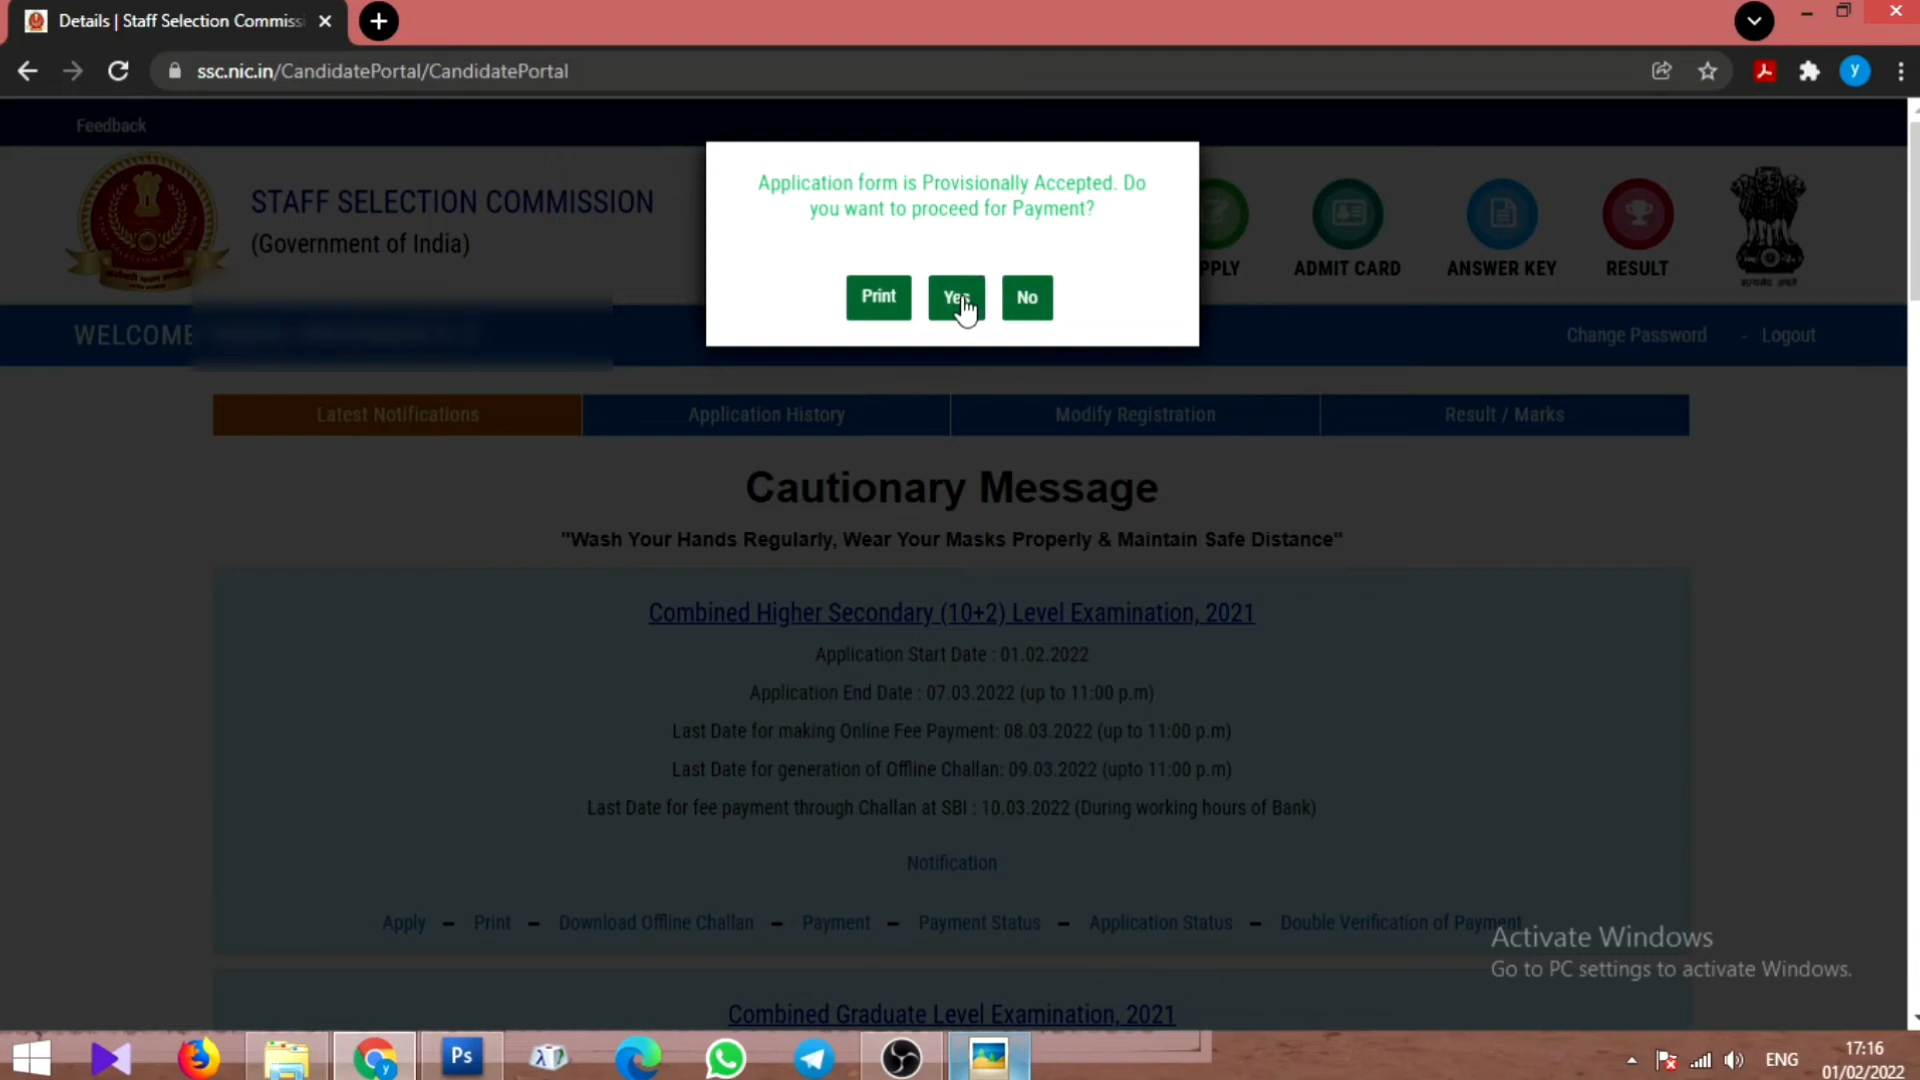 Details | Staff Selection Commiss
ssc.nic.in/CandidatePortal/CandidatePortal
y
Feedback
STAFF SELECTION COMMISSION
(Government of India)
Application form is Provisionally Accepted. Do
you want to proceed for Payment?
Print Yes No
PPLY ADMIT CARD ANSWER KEY RESULT
सत्यमेव जयते
WELCOME
Change Password - Logout
Latest Notifications Application History Modify Registration Result / Marks
Cautionary Message
"Wash Your Hands Regularly, Wear Your Masks Properly & Maintain Safe Distance"
Combined Higher Secondary (10+2) Level Examination, 2021
Application Start Date : 01.02.2022
Application End Date : 07.03.2022 (up to 11:00 p.m)
Last Date for making Online Fee Payment: 08.03.2022 (up to 11:00 p.m)
Last Date for generation of Offline Challan: 09.03.2022 (upto 11:00 p.m)
Last Date for fee payment through Challan at SBI : 10.03.2022 (During working hours of Bank)
Notification
Apply – Print – Download Offline Challan – Payment – Payment Status – Application Status – Double Verification of Payment
Activate Windows
Go to PC settings to activate Windows.
Combined Graduate Level Examination, 2021
Ps
y
ENG
17:16
01/02/2022